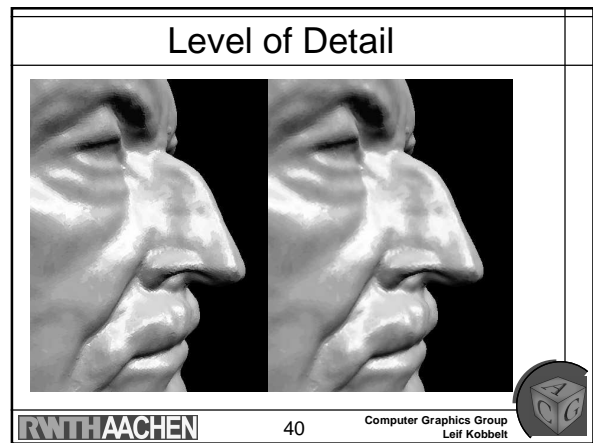 Level of Detail
RWTHAACHEN
40
Computer Graphics Group
Leif Kobbelt
A C G